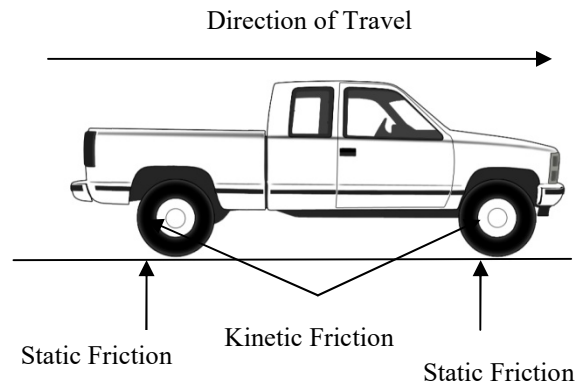 Direction of Travel
Kinetic Friction
Static Friction
Static Friction